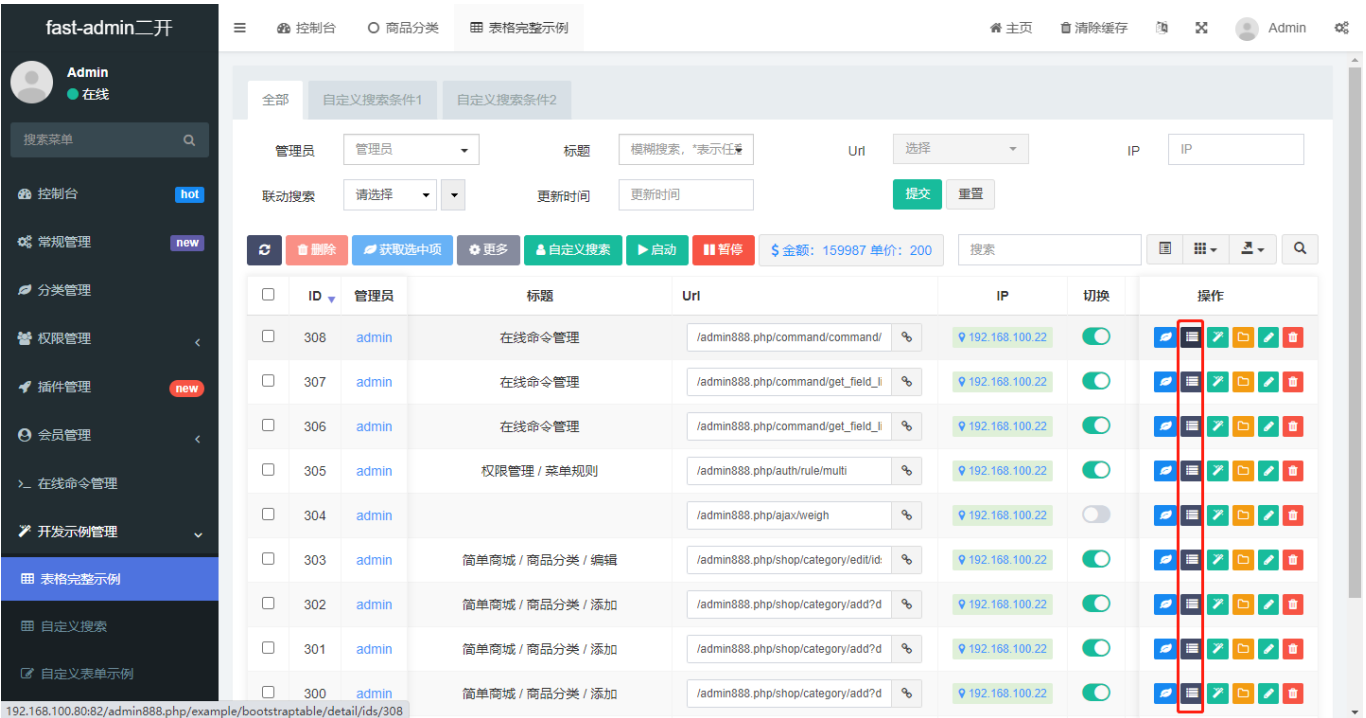 fast-admin二开
控制台 商品分类 表格完整示例 主页 清除缓存 Admin
Admin
在线
搜索菜单
控制台 hot
常规管理 new
分类管理
权限管理
插件管理 new
会员管理
>_ 在线命令管理
开发示例管理
表格完整示例
自定义搜索
自定义表单示例
全部 自定义搜索条件1 自定义搜索条件2
管理员 管理员 标题 模糊搜索，*表示任意 Url 选择 IP IP
联动搜索 请选择 更新时间 更新时间 提交 重置
删除 获取选中项 更多 自定义搜索 启动 暂停 $ 金额：159987 单价：200 搜索
ID 管理员 标题 Url IP 切换 操作
308 admin 在线命令管理 /admin888.php/command/command/ 192.168.100.22
307 admin 在线命令管理 /admin888.php/command/get_field_li 192.168.100.22
306 admin 在线命令管理 /admin888.php/command/get_field_li 192.168.100.22
305 admin 权限管理 / 菜单规则 /admin888.php/auth/rule/multi 192.168.100.22
304 admin /admin888.php/ajax/weigh 192.168.100.22
303 admin 简单商城 / 商品分类 / 编辑 /admin888.php/shop/category/edit/id: 192.168.100.22
302 admin 简单商城 / 商品分类 / 添加 /admin888.php/shop/category/add?d 192.168.100.22
301 admin 简单商城 / 商品分类 / 添加 /admin888.php/shop/category/add?d 192.168.100.22
300 admin 简单商城 / 商品分类 / 添加 /admin888.php/shop/category/add?d 192.168.100.22
192.168.100.80:82/admin888.php/example/bootstraptable/detail/ids/308